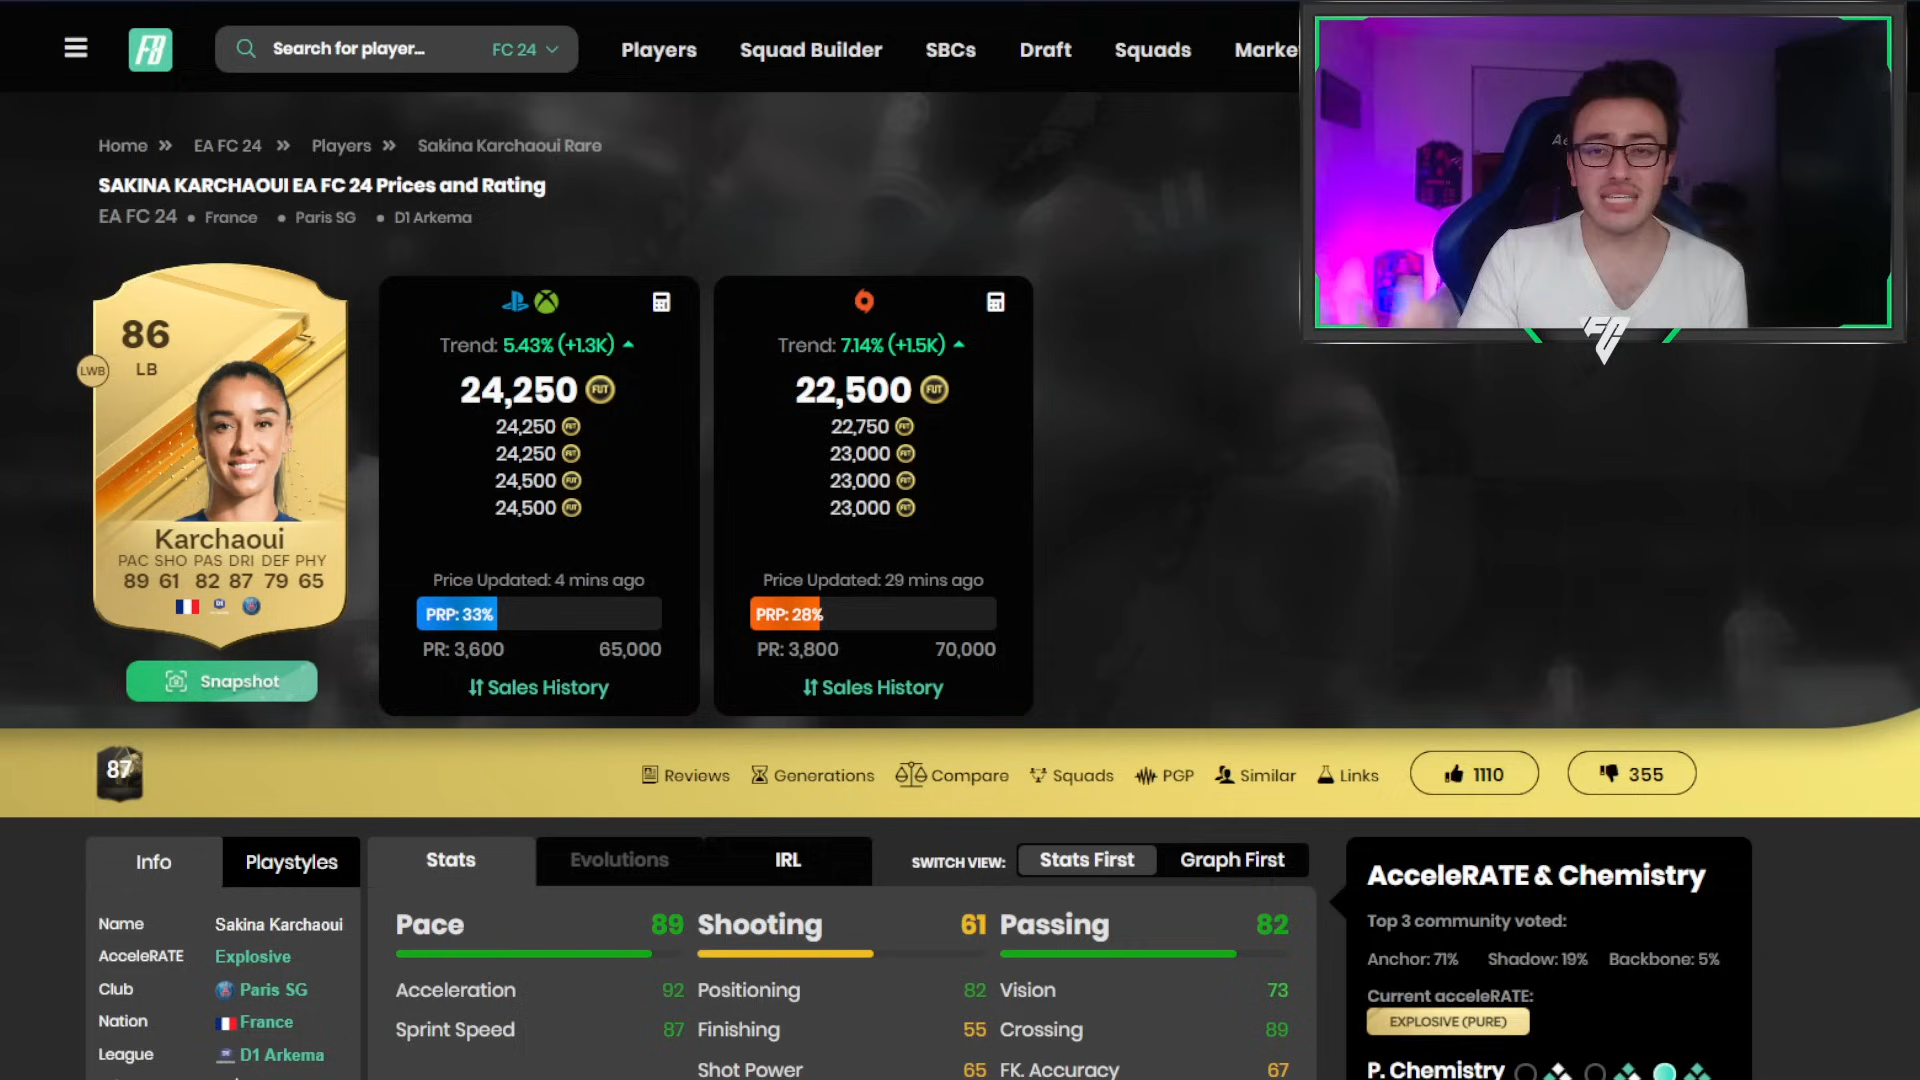 Search for player...
FC 24
Players
Squad Builder
SBCs
Draft
Squads
Marke
Home » EA FC 24 » Players » Sakina Karchaoui Rare
SAKINA KARCHAOUI EA FC 24 Prices and Rating
EA FC 24 • France • Paris SG • D1 Arkema
86
LB
LWB
Karchaoui
PAC SHO PAS DRI DEF PHY
89 61 82 87 79 65
Snapshot
Trend: 5.43% (+1.3K)
24,250
24,250
24,250
24,500
24,500
Price Updated: 4 mins ago
PRP: 33%
PR: 3,600 65,000
Sales History
Trend: 7.14% (+1.5K)
22,500
22,750
23,000
23,000
23,000
Price Updated: 29 mins ago
PRP: 28%
PR: 3,800 70,000
Sales History
87
Reviews
Generations
Compare
Squads
PGP
Similar
Links
1110
355
Info
Playstyles
Name Sakina Karchaoui
AcceleRATE Explosive
Club Paris SG
Nation France
League D1 Arkema
Stats
Evolutions
IRL
SWITCH VIEW:
Stats First
Graph First
Pace 89
Acceleration 92
Sprint Speed 87
Shooting 61
Positioning 82
Finishing 55
Shot Power 65
Passing 82
Vision 73
Crossing 89
FK. Accuracy 67
AcceleRATE & Chemistry
Top 3 community voted:
Anchor: 71% Shadow: 19% Backbone: 5%
Current acceleRATE:
EXPLOSIVE (PURE)
P. Chemistry